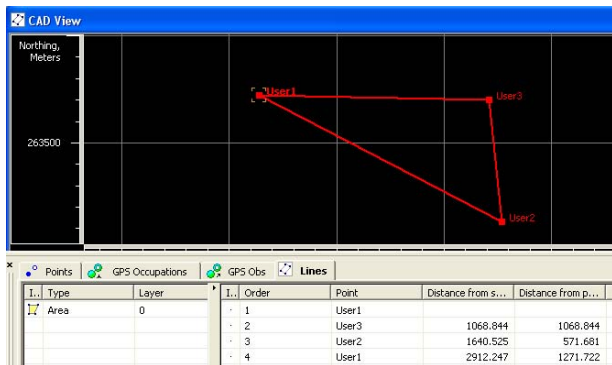 CAD View
Northing,
Meters
User1
User3
263500
User2
Points GPS Occupations GPS Obs Lines
I.. Type Layer I.. Order Point Distance from s... Distance from p...
Area 0 1 User1
2 User3 1068.844 1068.844
3 User2 1640.525 571.681
4 User1 2912.247 1271.722